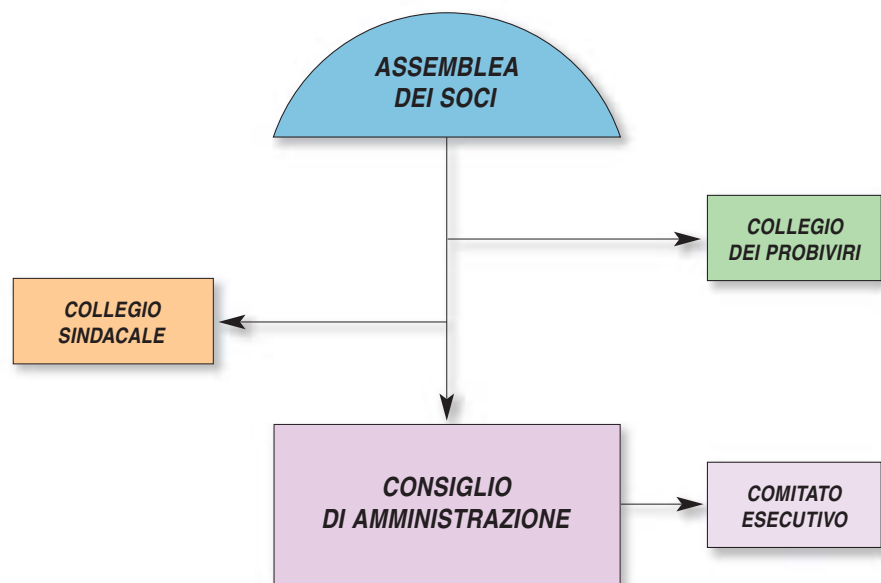 ASSEMBLEA
DEI SOCI
COLLEGIO
DEI PROBIVIRI
COLLEGIO
SINDACALE
CONSIGLIO
DI AMMINISTRAZIONE
COMITATO
ESECUTIVO